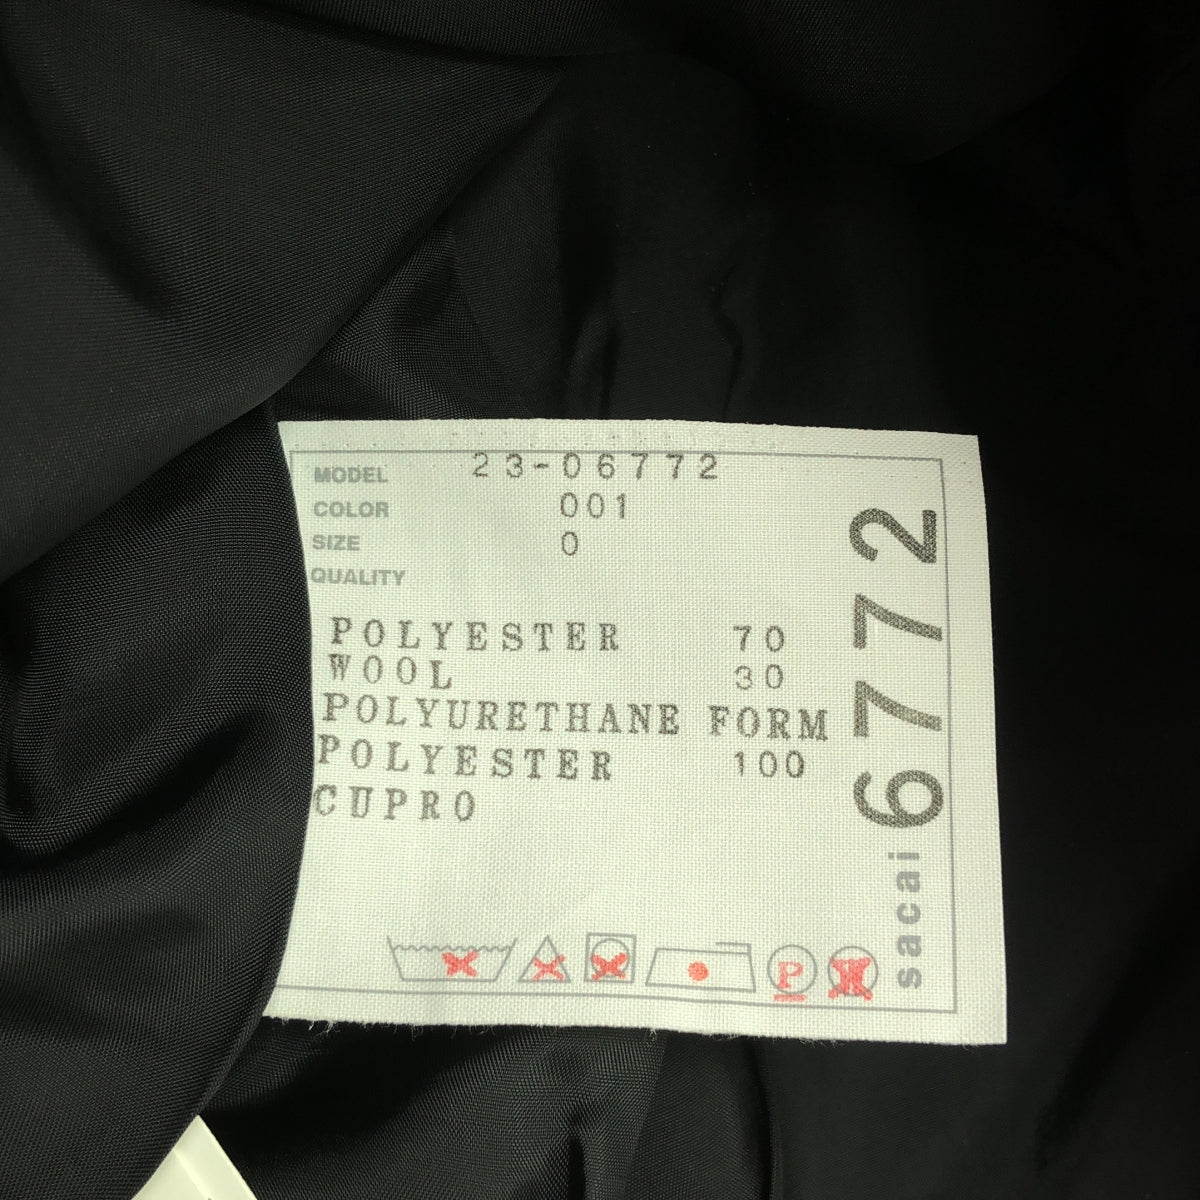 MODEL 23-06772
COLOR 001
SIZE 0
QUALITY
POLYESTER 70
WOOL 30
POLYURETHANE FORM
POLYESTER 100
CUPRO
P
W
sacai 6772